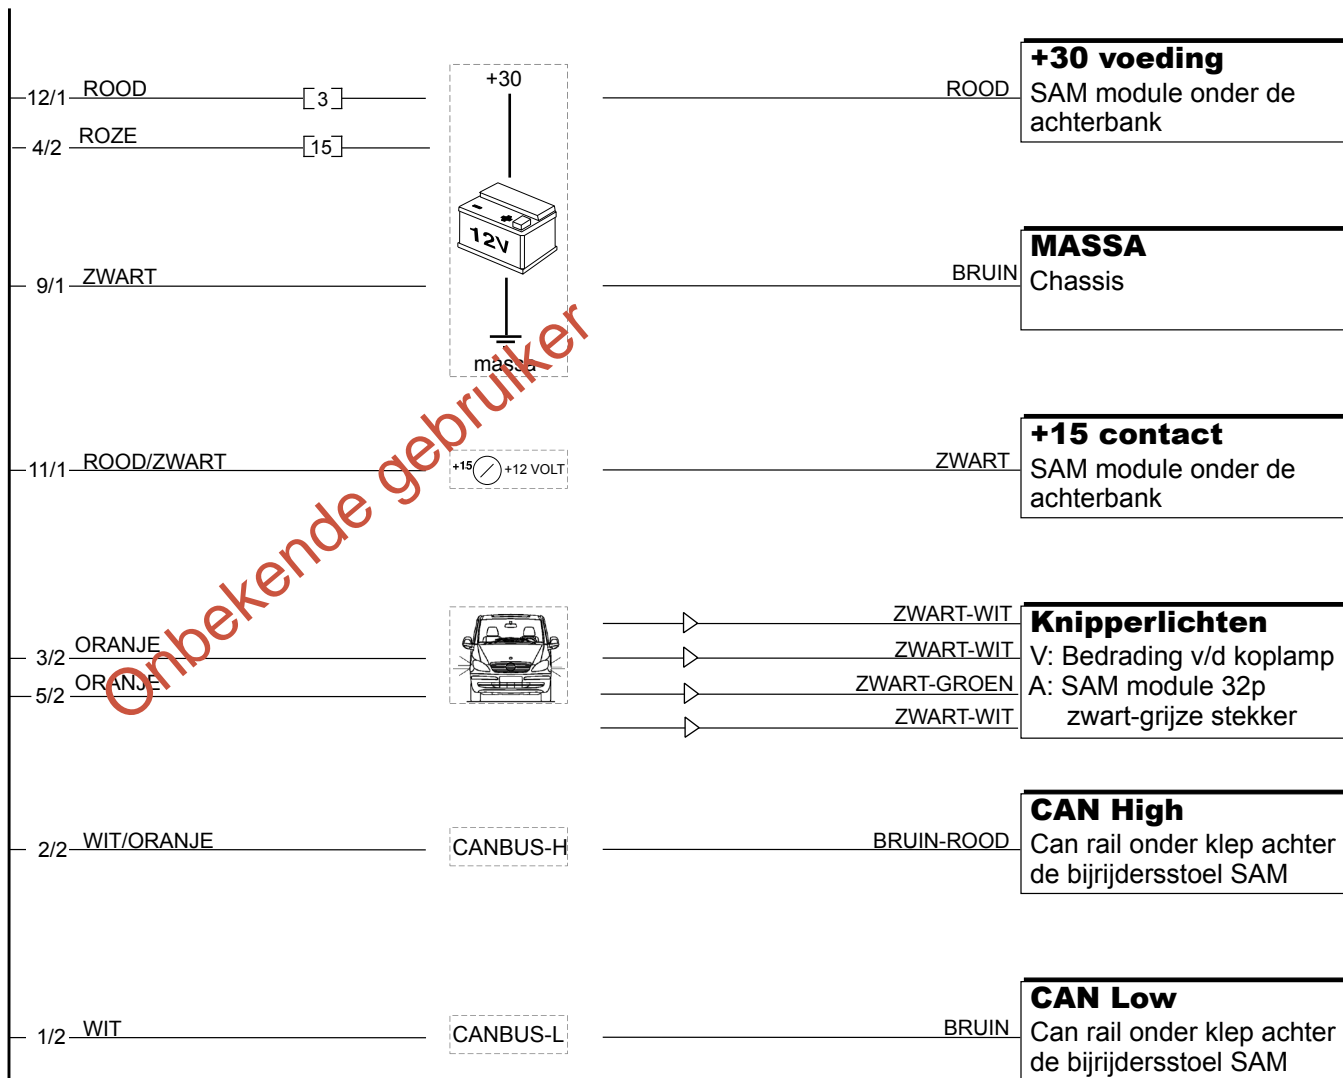 12/1 ROOD [3] +30 ROOD +30 voeding
SAM module onder de
achterbank
4/2 ROZE [15]
12V
9/1 ZWART BRUIN MASSA
Chassis
massa
11/1 ROOD/ZWART +15 +12 VOLT ZWART +15 contact
SAM module onder de
achterbank
Onbekende gebruiker
ZWART-WIT Knipperlichten
3/2 ORANJE ZWART-WIT V: Bedrading v/d koplamp
5/2 ORANJE ZWART-GROEN A: SAM module 32p
ZWART-WIT zwart-grijze stekker
2/2 WIT/ORANJE CANBUS-H BRUIN-ROOD CAN High
Can rail onder klep achter
de bijrijdersstoel SAM
1/2 WIT CANBUS-L BRUIN CAN Low
Can rail onder klep achter
de bijrijdersstoel SAM